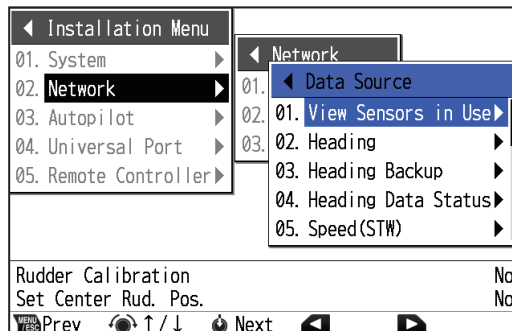 Installation Menu
01. System
02. Network
03. Autopilot
04. Universal Port
05. Remote Controller
Network
01.
02.
03.
Data Source
01. View Sensors in Use
02. Heading
03. Heading Backup
04. Heading Data Status
05. Speed(STW)
Rudder Calibration No
Set Center Rud. Pos. No
MENU/ESC Prev ↑/↓ Next